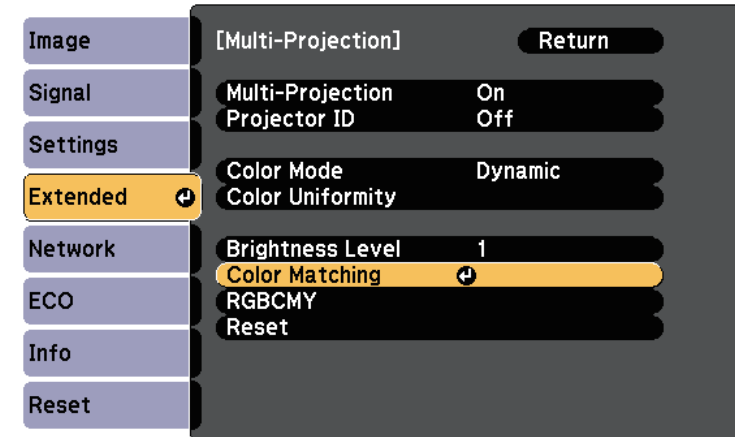 Image
Signal
Settings
Extended
Network
ECO
Info
Reset
[Multi-Projection] Return
Multi-Projection On
Projector ID Off
Color Mode Dynamic
Color Uniformity
Brightness Level 1
Color Matching
RGBCMY
Reset